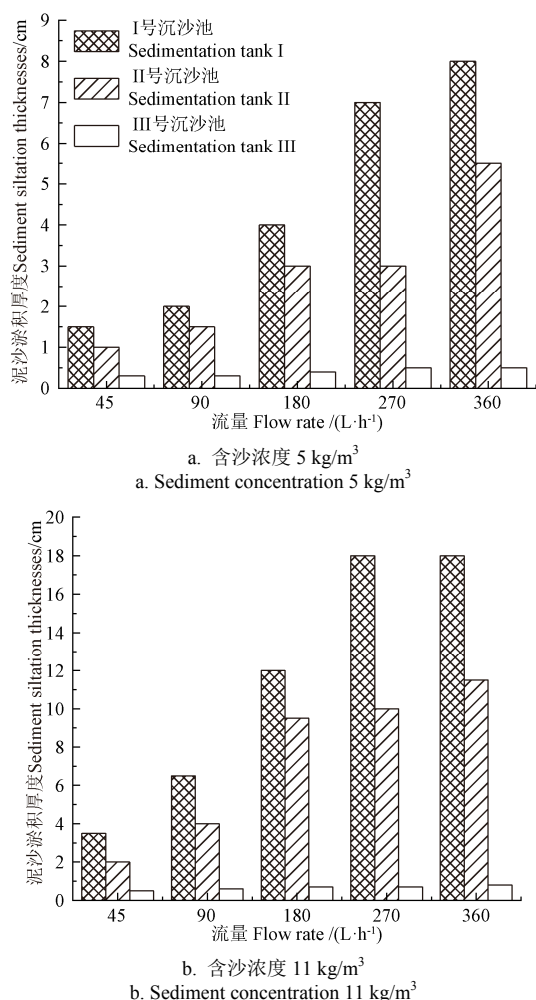 9
8
7
6
5
4
3
2
1
0
泥沙淤积厚度Sediment siltation thicknesses/cm
I号沉沙池
Sedimentation tank I
II号沉沙池
Sedimentation tank II
III号沉沙池
Sedimentation tank III
45 90 180 270 360
流量 Flow rate /(L·h⁻¹)
a. 含沙浓度 5 kg/m³
a. Sediment concentration 5 kg/m³
20
18
16
14
12
10
8
6
4
2
0
泥沙淤积厚度Sediment siltation thicknesses/cm
45 90 180 270 360
流量 Flow rate /(L·h⁻¹)
b. 含沙浓度 11 kg/m³
b. Sediment concentration 11 kg/m³